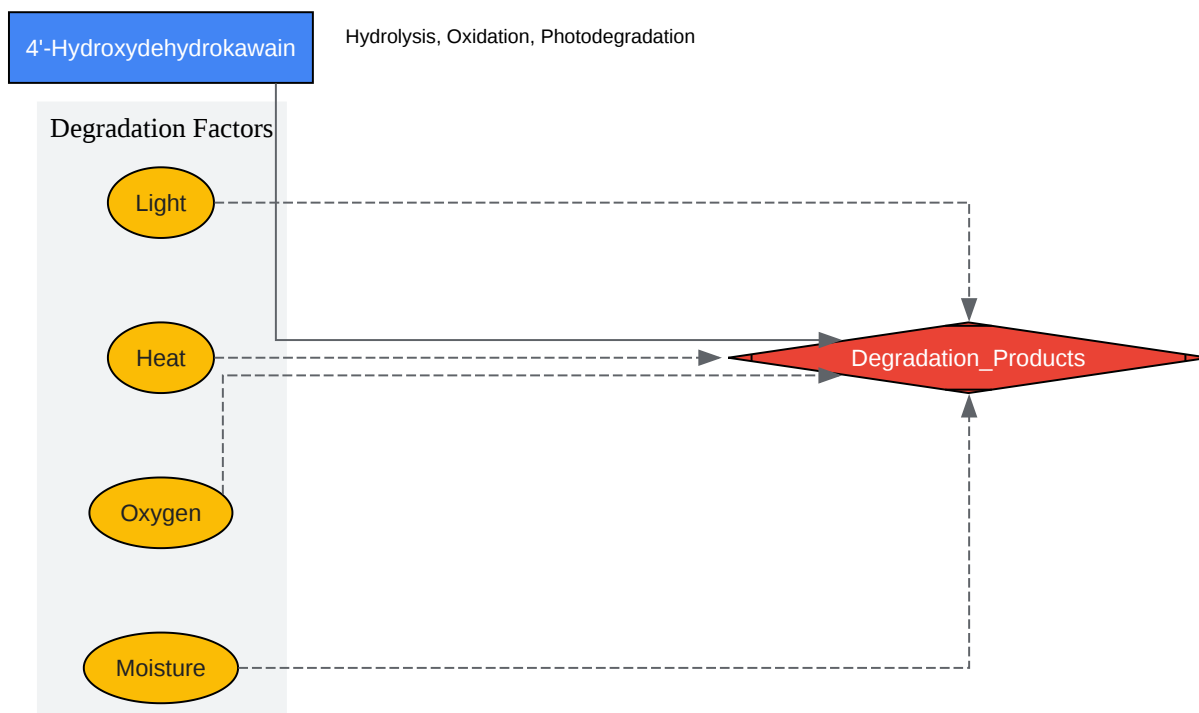 4'-Hydroxydehydrokawain
Hydrolysis, Oxidation, Photodegradation
Degradation Factors
Light
Heat
Degradation_Products
Oxygen
Moisture